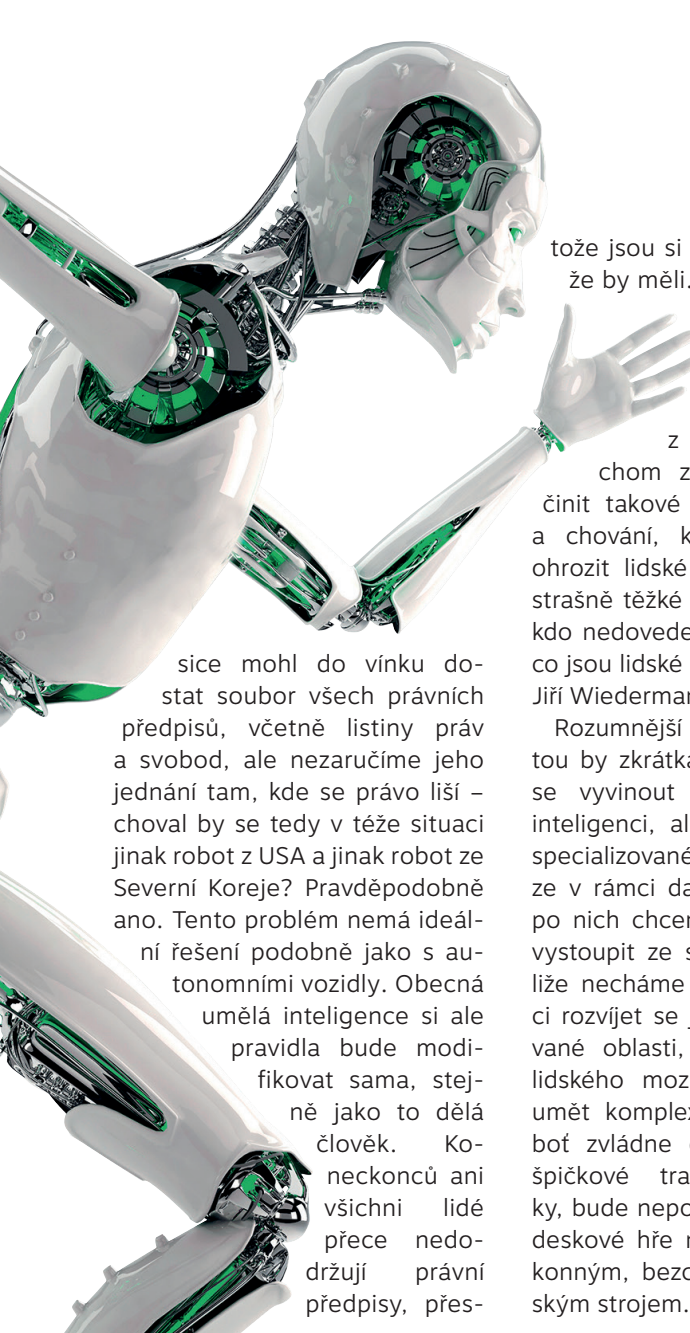 sice mohl do vínku do-
stat soubor všech právních
předpisů, včetně listiny práv
a svobod, ale nezaručíme jeho
jednání tam, kde se právo liší –
choval by se tedy v téže situaci
jinak robot z USA a jinak robot ze
Severní Koreje? Pravděpodobně
ano. Tento problém nemá ideál-
ní řešení podobně jako s au-
tonomními vozidly. Obecná
umělá inteligence si ale
pravidla bude modi-
fikovat sama, stej-
ně jako to dělá
člověk. Ko-
neckonců ani
všichni lidé
přece nedo-
držují právní
předpisy, přes-
tože jsou si
že by měli.
z
chom z
činit takové
a chování, k
ohrozit lidské
strašně těžké
kdo nedovede
co jsou lidské
Jiří Wiederman
Rozumnější
tou by zkrátka
se vyvinout
inteligenci, al
specializované
ze v rámci da
po nich chcem
vystoupit ze s
liže necháme
ci rozvíjet se j
vané oblasti,
lidského moz
umět komplex
boť zvládne
špičkové tra
ky, bude nepo
deskové hře
konným, bezc
ským strojem.